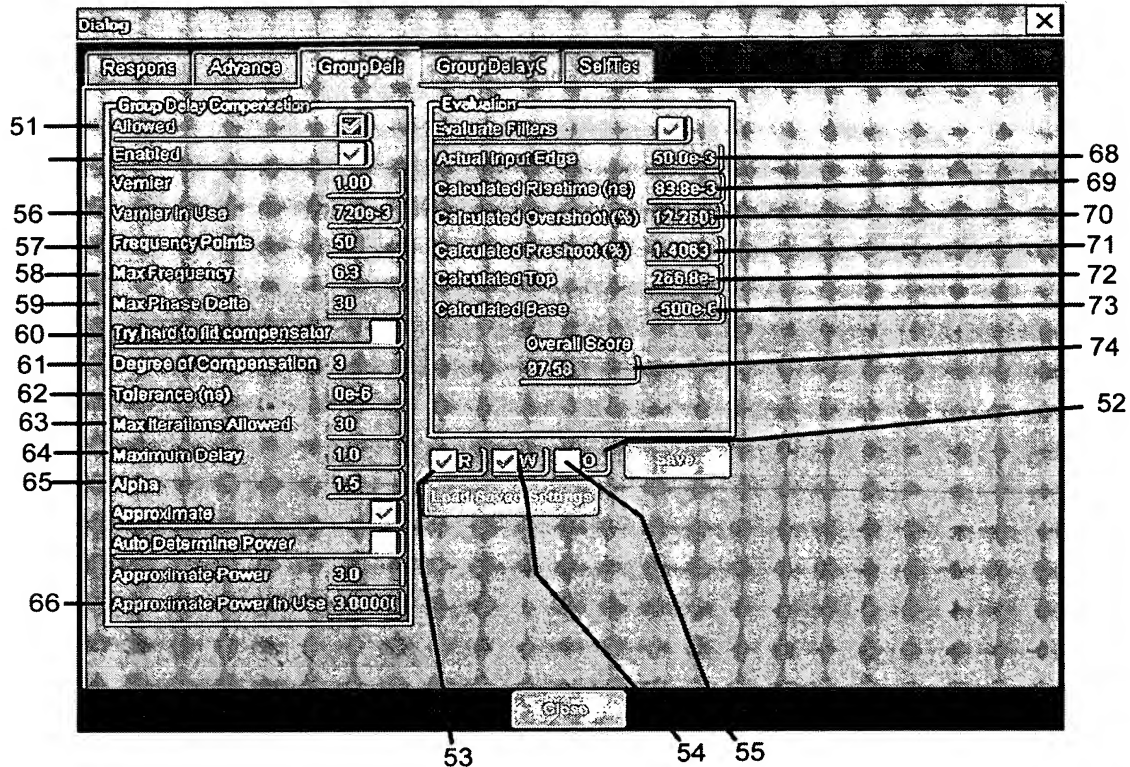 Dialog
Respons Advance GroupDela GroupDelayC SelfTes
Group Delay Compensation
51 Allowed
Enabled
Vernier 1.00
56 Vernier In Use 720e-3
57 Frequency Points 50
58 Max Frequency 6.3
59 Max Phase Delta 30
60 Try hard to fid compensator
61 Degree of Compensation 3
62 Tolerance (ns) 0e-6
63 Max Iterations Allowed 30
64 Maximum Delay 1.0
65 Alpha 1.5
Approximate
Auto Determine Power
Approximate Power 3.0
66 Approximate Power In Use 3.0000
Evaluation
Evaluate Filters
Actual Input Edge 50.0e-3 68
Calculated Risetime (ns) 83.8e-3 69
Calculated Overshoot (%) 12.260 70
Calculated Preshoot (%) 1.4063 71
Calculated Top 266.8e- 72
Calculated Base -500e-6 73
Overall Score
97.58 74
52
R W O Save
Load Saved Settings
Close
53 54 55